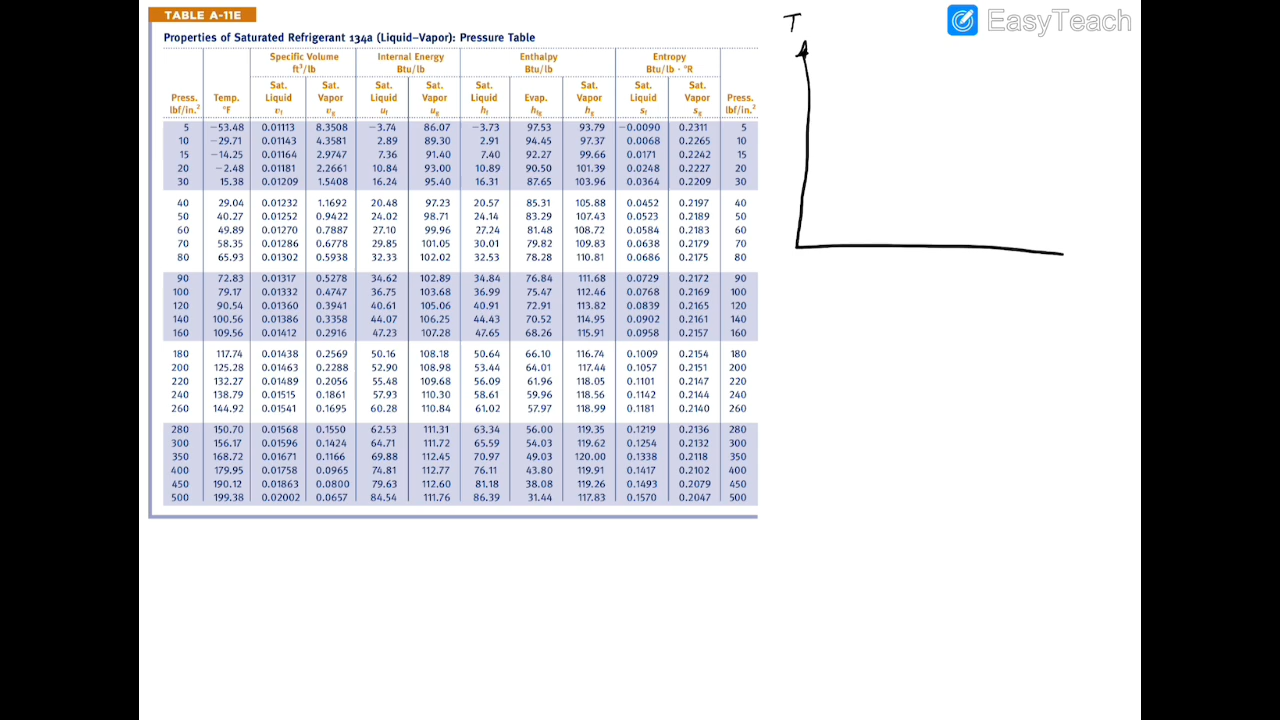 TABLE A-11E
EasyTeach
T
Properties of Saturated Refrigerant 134a (Liquid–Vapor): Pressure Table
Specific Volume Internal Energy Enthalpy Entropy
ft³/lb Btu/lb Btu/lb Btu/lb · °R
Sat. Sat. Sat. Sat. Sat. Sat. Sat. Sat.
Press. Temp. Liquid Vapor Liquid Vapor Liquid Evap. Vapor Liquid Vapor Press.
lbf/in.² °F vf vg uf ug hf hfg hg sf sg lbf/in.²
5 −53.48 0.01113 8.3508 −3.74 86.07 −3.73 97.53 93.79 −0.0090 0.2311 5
10 −29.71 0.01143 4.3581 2.89 89.30 2.91 94.45 97.37 0.0068 0.2265 10
15 −14.25 0.01164 2.9747 7.36 91.40 7.40 92.27 99.66 0.0171 0.2242 15
20 −2.48 0.01181 2.2661 10.84 93.00 10.89 90.50 101.39 0.0248 0.2227 20
30 15.38 0.01209 1.5408 16.24 95.40 16.31 87.65 103.96 0.0364 0.2209 30
40 29.04 0.01232 1.1692 20.48 97.23 20.57 85.31 105.88 0.0452 0.2197 40
50 40.27 0.01252 0.9422 24.02 98.71 24.14 83.29 107.43 0.0523 0.2189 50
60 49.89 0.01270 0.7887 27.10 99.96 27.24 81.48 108.72 0.0584 0.2183 60
70 58.35 0.01286 0.6778 29.85 101.05 30.01 79.82 109.83 0.0638 0.2179 70
80 65.93 0.01302 0.5938 32.33 102.02 32.53 78.28 110.81 0.0686 0.2175 80
90 72.83 0.01317 0.5278 34.62 102.89 34.84 76.84 111.68 0.0729 0.2172 90
100 79.17 0.01332 0.4747 36.75 103.68 36.99 75.47 112.46 0.0768 0.2169 100
120 90.54 0.01360 0.3941 40.61 105.06 40.91 72.91 113.82 0.0839 0.2165 120
140 100.56 0.01386 0.3358 44.07 106.25 44.43 70.52 114.95 0.0902 0.2161 140
160 109.56 0.01412 0.2916 47.23 107.28 47.65 68.26 115.91 0.0958 0.2157 160
180 117.74 0.01438 0.2569 50.16 108.18 50.64 66.10 116.74 0.1009 0.2154 180
200 125.28 0.01463 0.2288 52.90 108.98 53.44 64.01 117.44 0.1057 0.2151 200
220 132.27 0.01489 0.2056 55.48 109.68 56.09 61.96 118.05 0.1101 0.2147 220
240 138.79 0.01515 0.1861 57.93 110.30 58.61 59.96 118.56 0.1142 0.2144 240
260 144.92 0.01541 0.1695 60.28 110.84 61.02 57.97 118.99 0.1181 0.2140 260
280 150.70 0.01568 0.1550 62.53 111.31 63.34 56.00 119.35 0.1219 0.2136 280
300 156.17 0.01596 0.1424 64.71 111.72 65.59 54.03 119.62 0.1254 0.2132 300
350 168.72 0.01671 0.1166 69.88 112.45 70.97 49.03 120.00 0.1338 0.2118 350
400 179.95 0.01758 0.0965 74.81 112.77 76.11 43.80 119.91 0.1417 0.2102 400
450 190.12 0.01863 0.0800 79.63 112.60 81.18 38.08 119.26 0.1493 0.2079 450
500 199.38 0.02002 0.0657 84.54 111.76 86.39 31.44 117.83 0.1570 0.2047 500